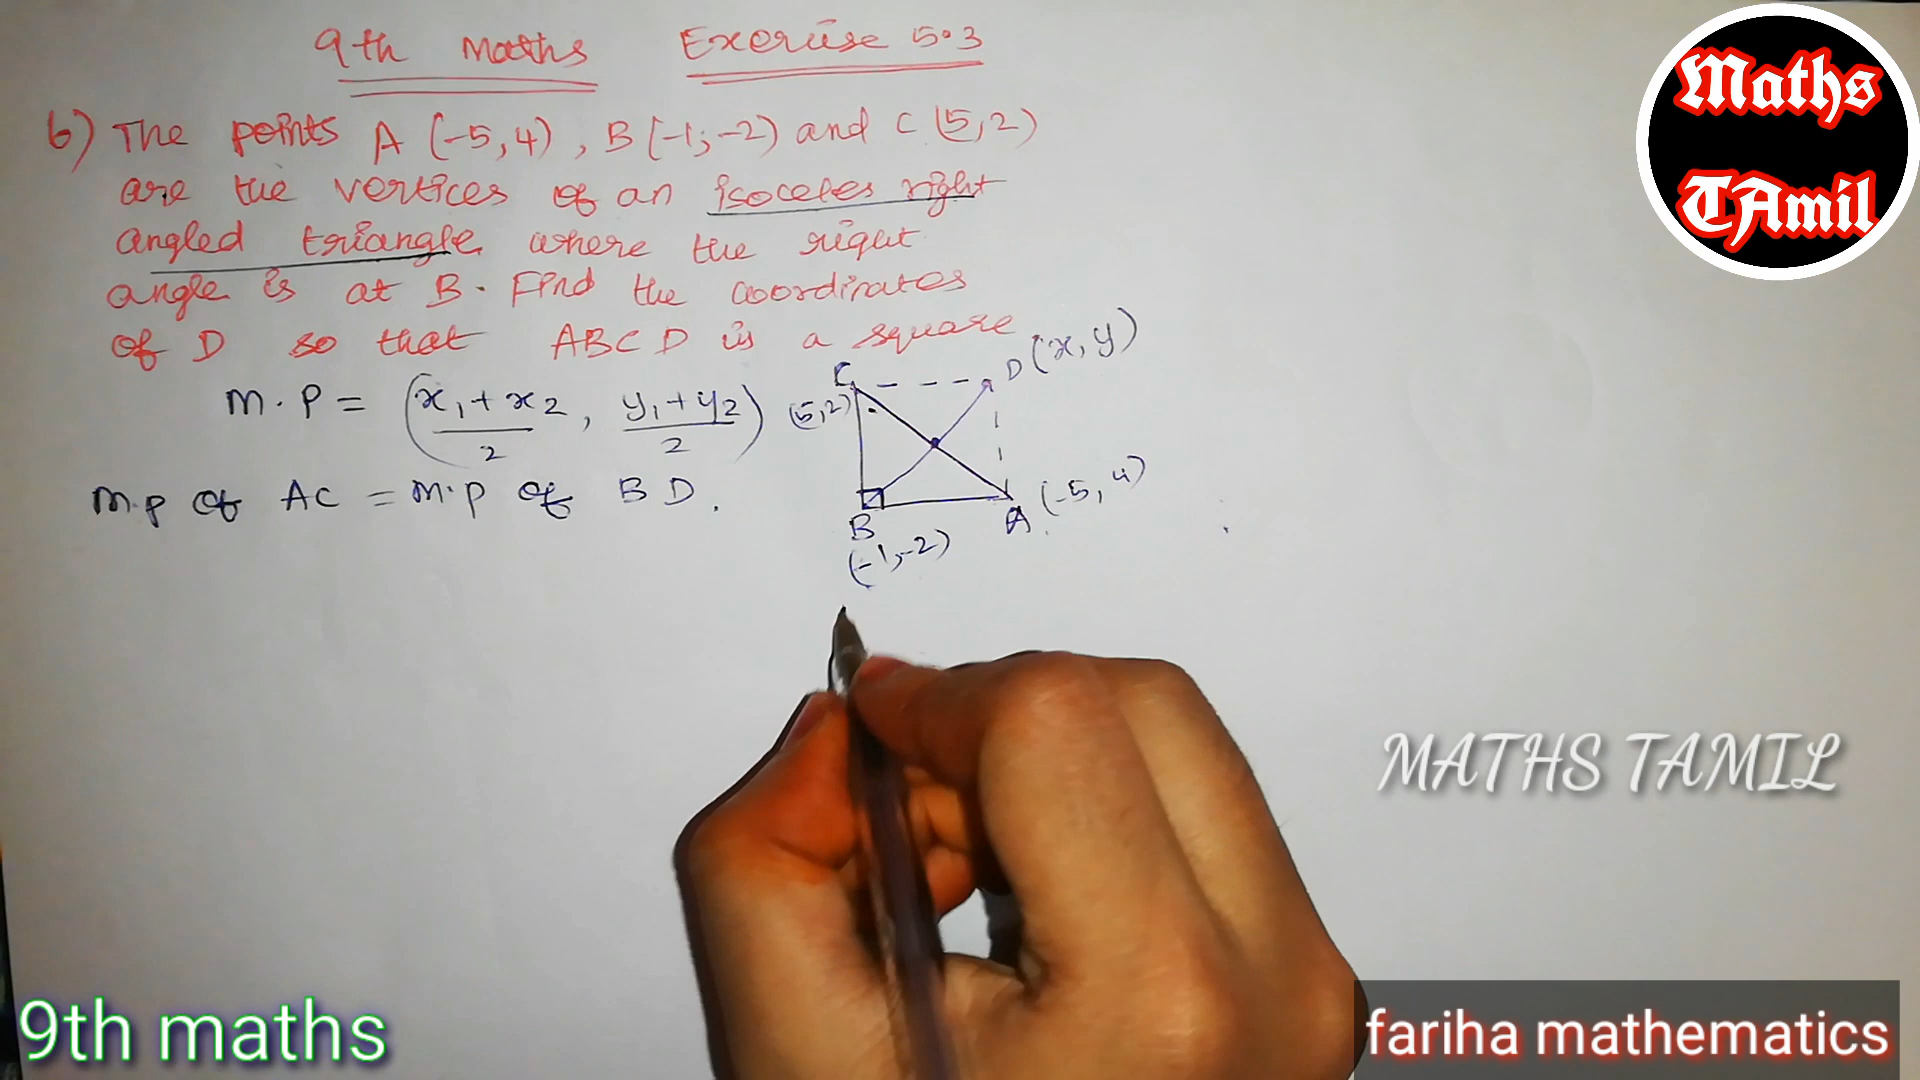 9th Maths Exercise 5.3
6) The points A (-5,4), B(-1,-2) and C(5,2)
are the vertices of an isoceles right
angled triangle where the right
angle is at B. Find the coordinates
of D so that ABCD is a square
M.P = (x₁+x₂/2, y₁+y₂/2)
M.P of AC = M.P of BD.
C
(5,2)
D (x,y)
B
(-1,-2)
A (-5,4)
Maths
TAmil
MATHS TAMIL
9th maths
fariha mathematics